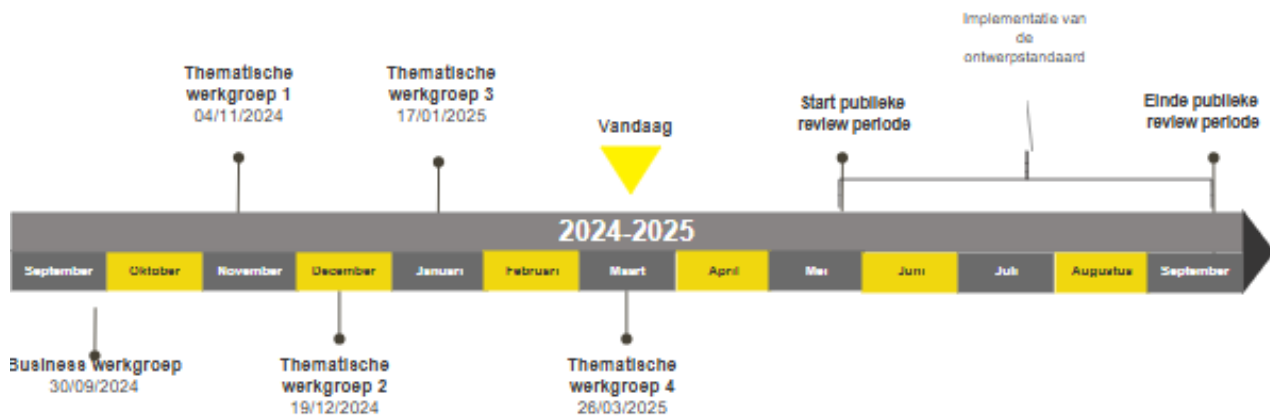 Implementatie van
de
ontwerpstandaard
Thematische
werkgroep 1
04/11/2024
Thematische
werkgroep 3
17/01/2025
Vandaag
Start publieke
review periode
Einde publieke
review periode
2024-2025
September
Oktober
November
December
Januari
Februari
Maart
April
Mei
Juni
Juli
Augustus
September
Business werkgroep
30/09/2024
Thematische
werkgroep 2
19/12/2024
Thematische
werkgroep 4
26/03/2025